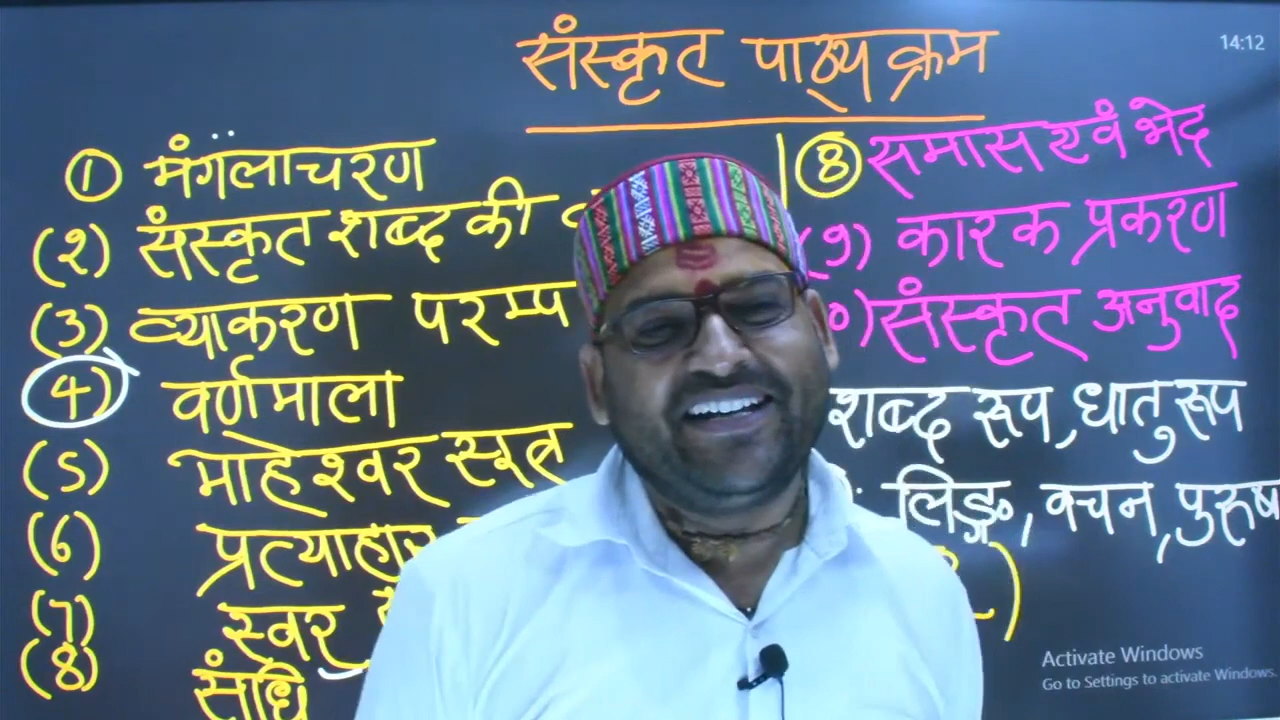 संस्कृत पाठ्यक्रम
14:12
① मंगलाचरण
(२) संस्कृत शब्द की
(3) व्याकरण परम्प
4) वर्णमाला
(5) माहेश्वर सूत्र
(6) प्रत्याहार
(7) स्वर
(8) संधि
⑧ समास एवं भेद
(९) कारक प्रकरण
०) संस्कृत अनुवाद
शब्द रूप, धातु रूप
लिङ्ग, वचन, पुरुष
Activate Windows
Go to Settings to activate Windows.